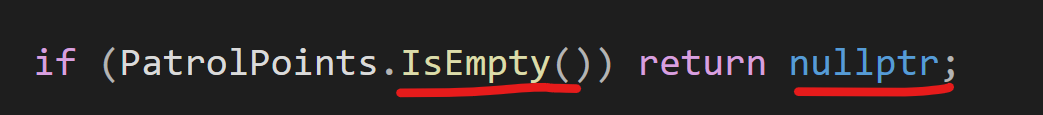 if (PatrolPoints.IsEmpty()) return nullptr;